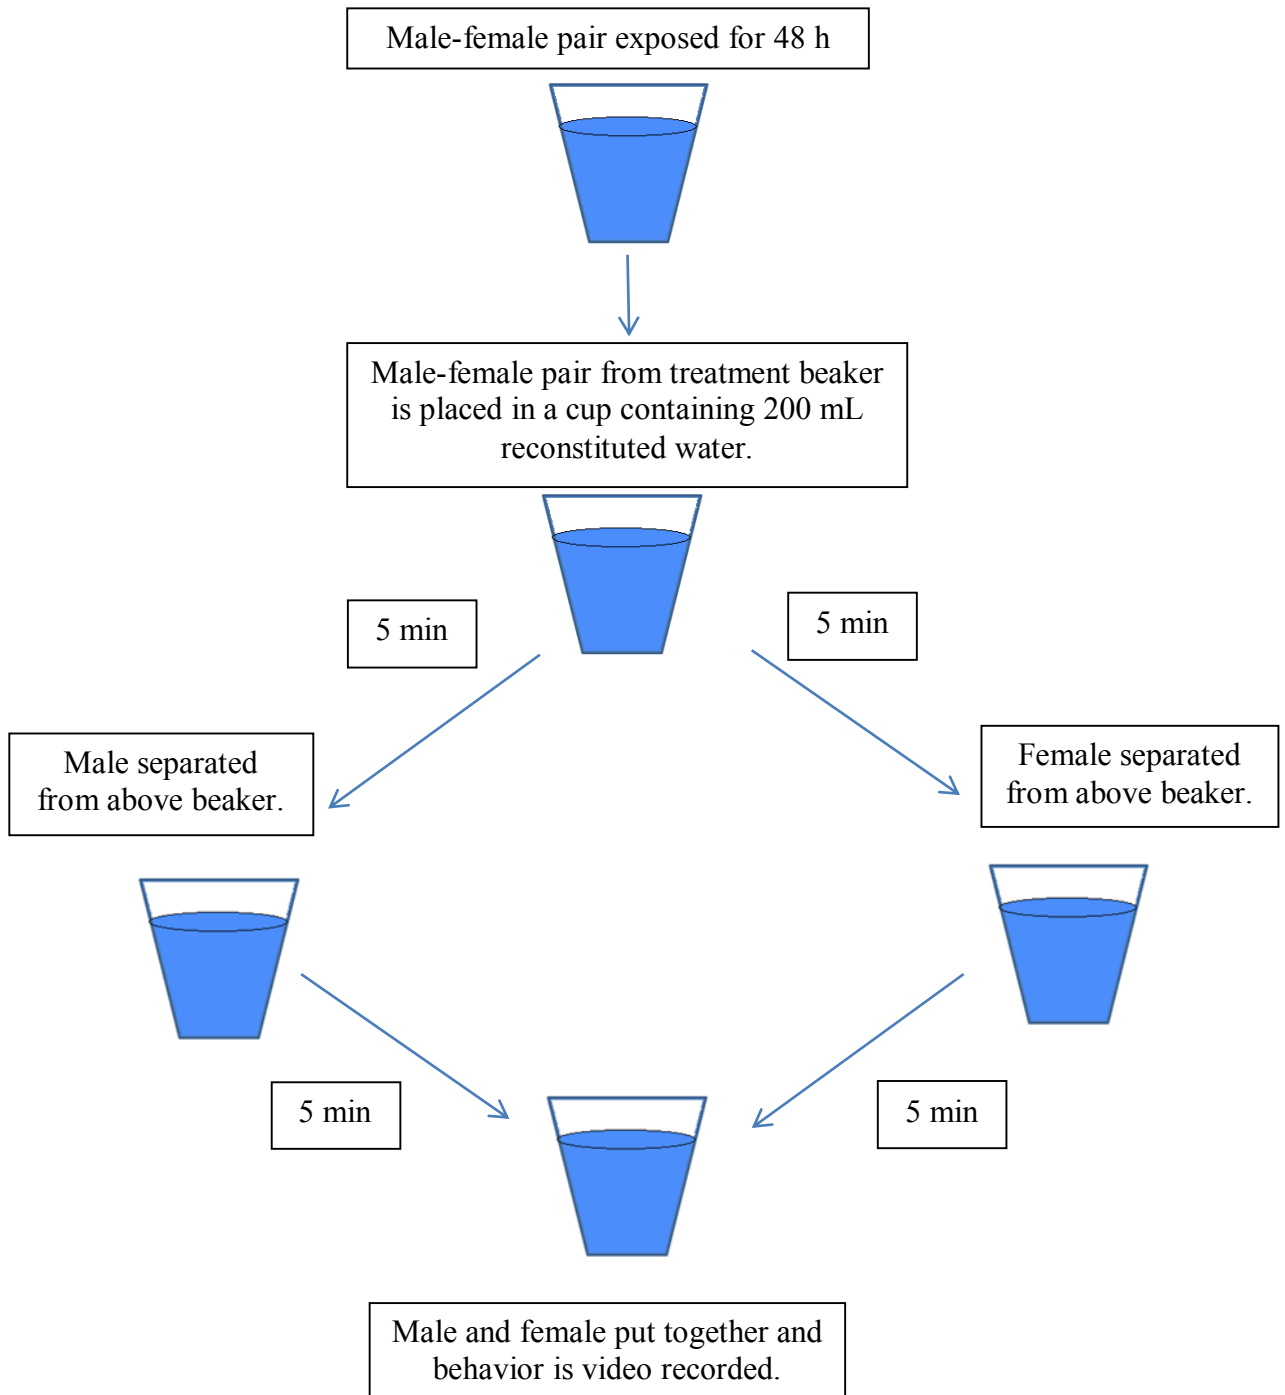 Male-female pair exposed for 48 h
Male-female pair from treatment beaker
is placed in a cup containing 200 mL
reconstituted water.
5 min
5 min
Male separated
from above beaker.
Female separated
from above beaker.
5 min
5 min
Male and female put together and
behavior is video recorded.